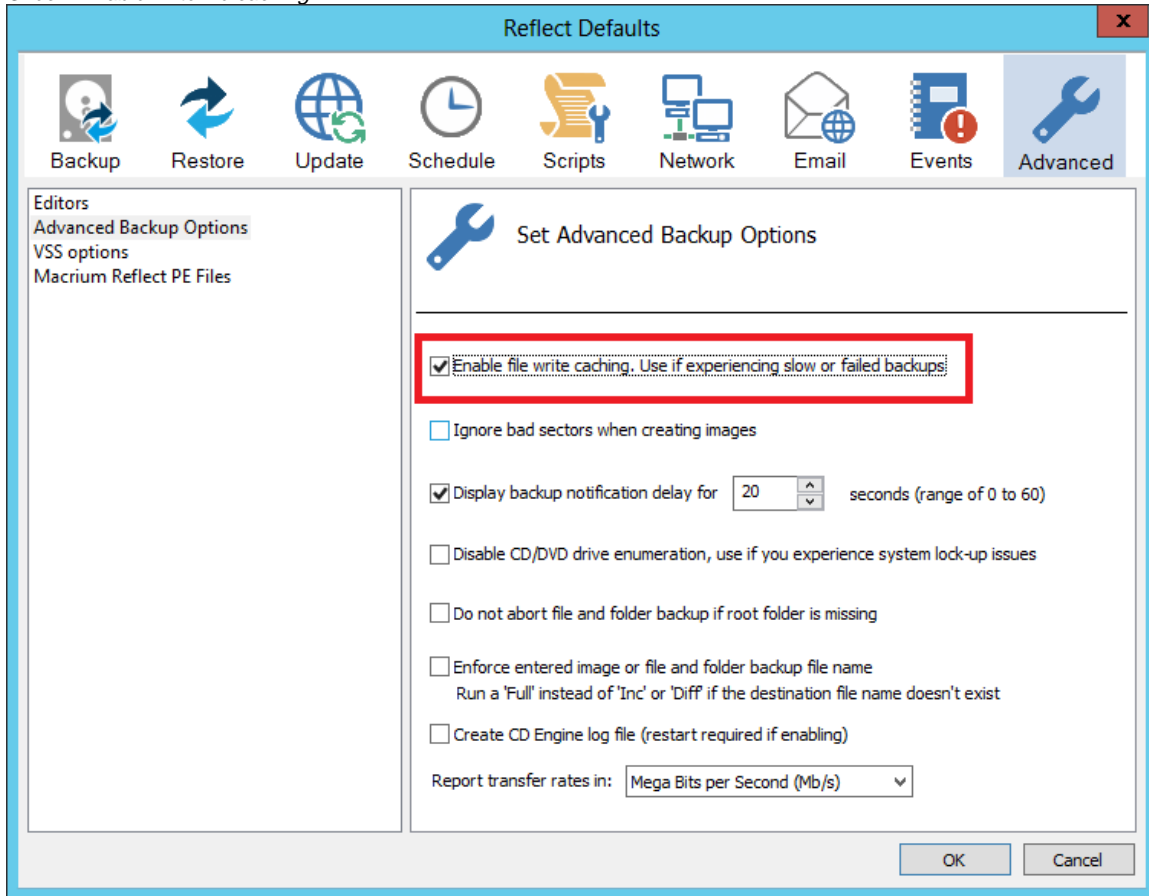 Reflect Defaults
x
Backup Restore Update Schedule Scripts Network Email Events Advanced
Editors
Advanced Backup Options
VSS options
Macrium Reflect PE Files
Set Advanced Backup Options
Enable file write caching. Use if experiencing slow or failed backups
Ignore bad sectors when creating images
Display backup notification delay for 20 seconds (range of 0 to 60)
Disable CD/DVD drive enumeration, use if you experience system lock-up issues
Do not abort file and folder backup if root folder is missing
Enforce entered image or file and folder backup file name
Run a 'Full' instead of 'Inc' or 'Diff' if the destination file name doesn't exist
Create CD Engine log file (restart required if enabling)
Report transfer rates in: Mega Bits per Second (Mb/s)
OK Cancel